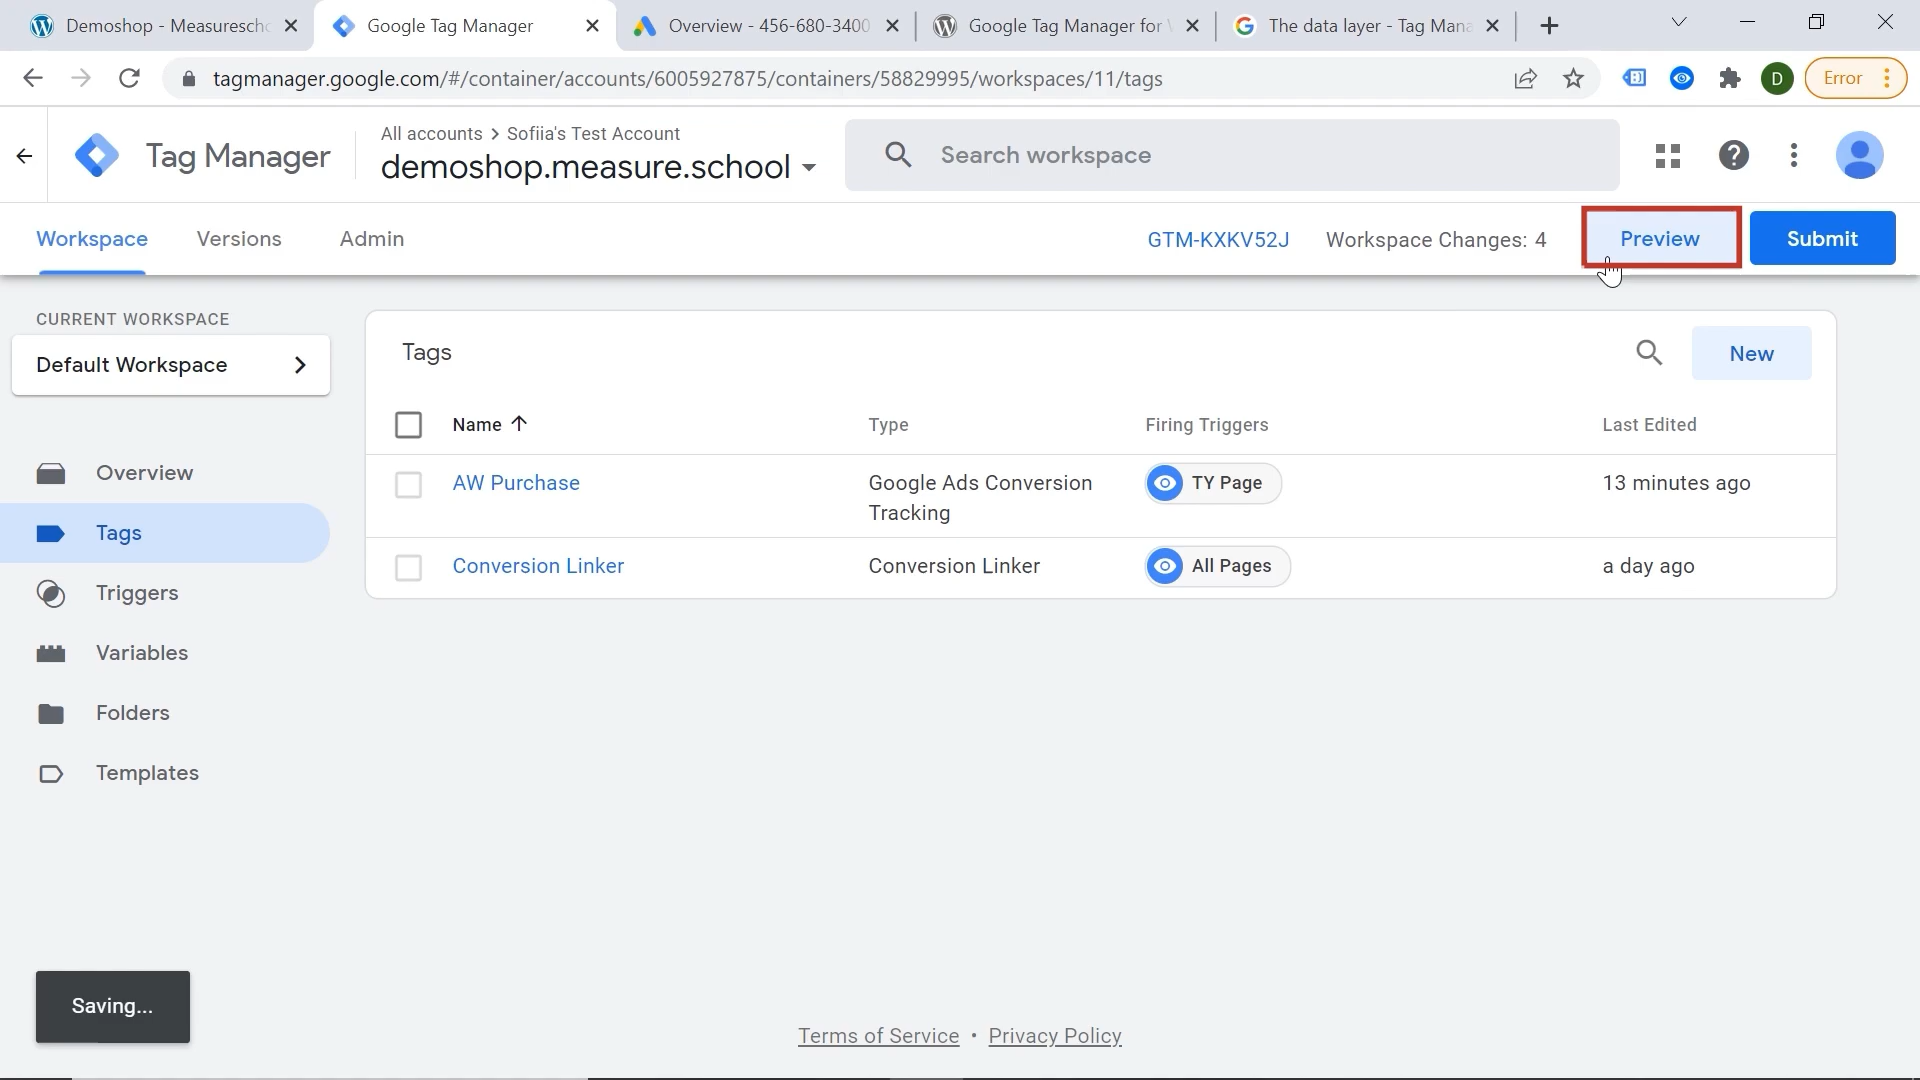 Demoshop - Measuresch
Google Tag Manager
Overview - 456-680-3400
Google Tag Manager for
The data layer - Tag Mana
tagmanager.google.com/#/container/accounts/6005927875/containers/58829995/workspaces/11/tags
D
Error
Tag Manager
All accounts > Sofiia's Test Account
demoshop.measure.school
Search workspace
Workspace
Versions
Admin
GTM-KXKV52J
Workspace Changes: 4
Preview
Submit
CURRENT WORKSPACE
Default Workspace
Overview
Tags
Triggers
Variables
Folders
Templates
Tags
New
Name
Type
Firing Triggers
Last Edited
AW Purchase
Google Ads Conversion
Tracking
TY Page
13 minutes ago
Conversion Linker
Conversion Linker
All Pages
a day ago
Saving...
Terms of Service • Privacy Policy